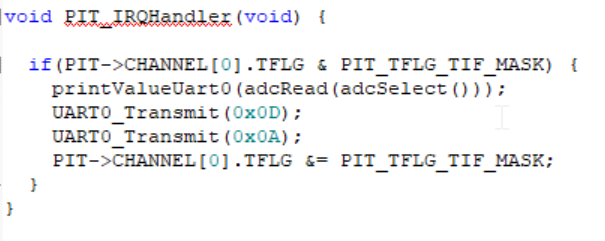 void PIT_IRQHandler(void) {
if(PIT->CHANNEL[0].TFLG & PIT_TFLG_TIF_MASK) {
printValueUart0(adcRead(adcSelect()));
UART0_Transmit(0x0D);
UART0_Transmit(0x0A);
PIT->CHANNEL[0].TFLG &= PIT_TFLG_TIF_MASK;
}
}